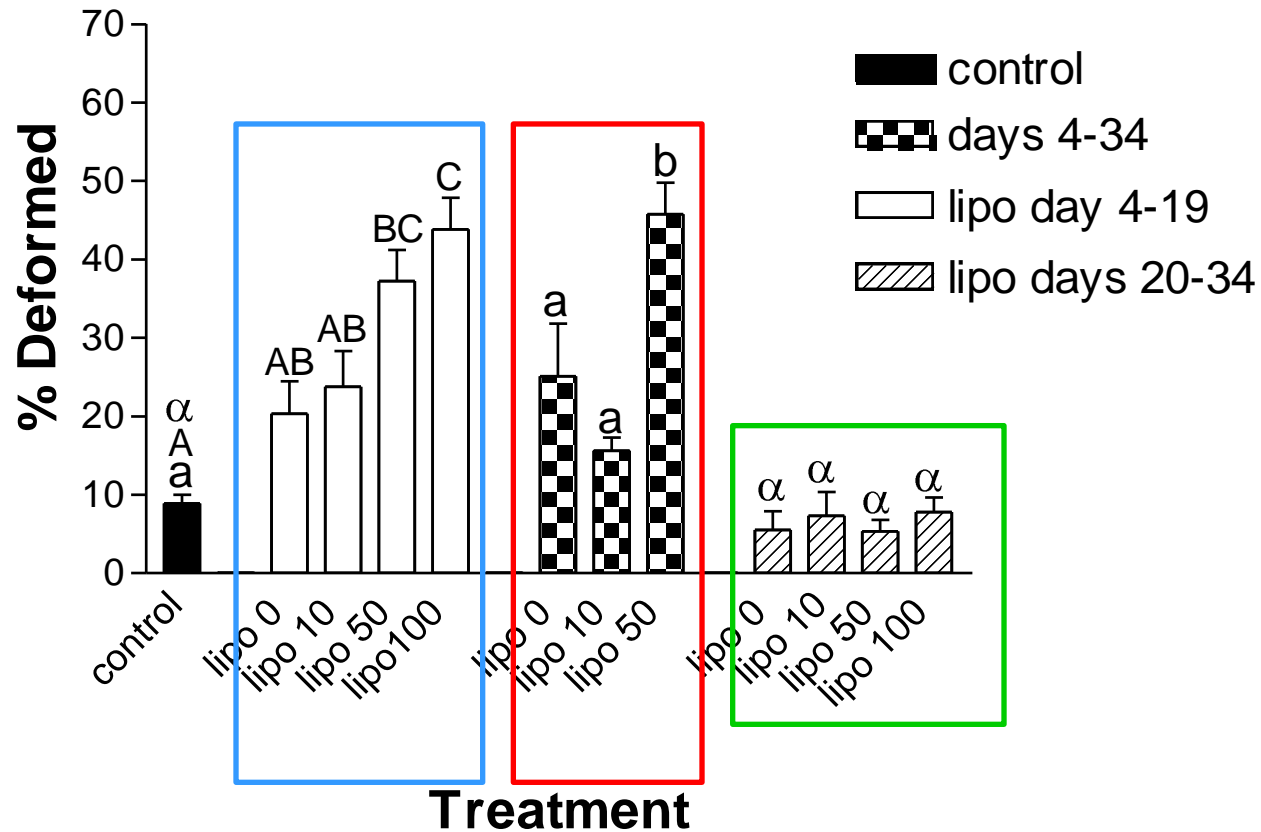 70
60
50
40
30
20
10
0
% Deformed
α
A
a
AB
AB
BC
C
a
a
b
α
α
α
α
control
lipo 0
lipo 10
lipo 50
lipo100
lipo 0
lipo 10
lipo 50
lipo 0
lipo 10
lipo 50
lipo 100
Treatment
control
days 4-34
lipo day 4-19
lipo days 20-34